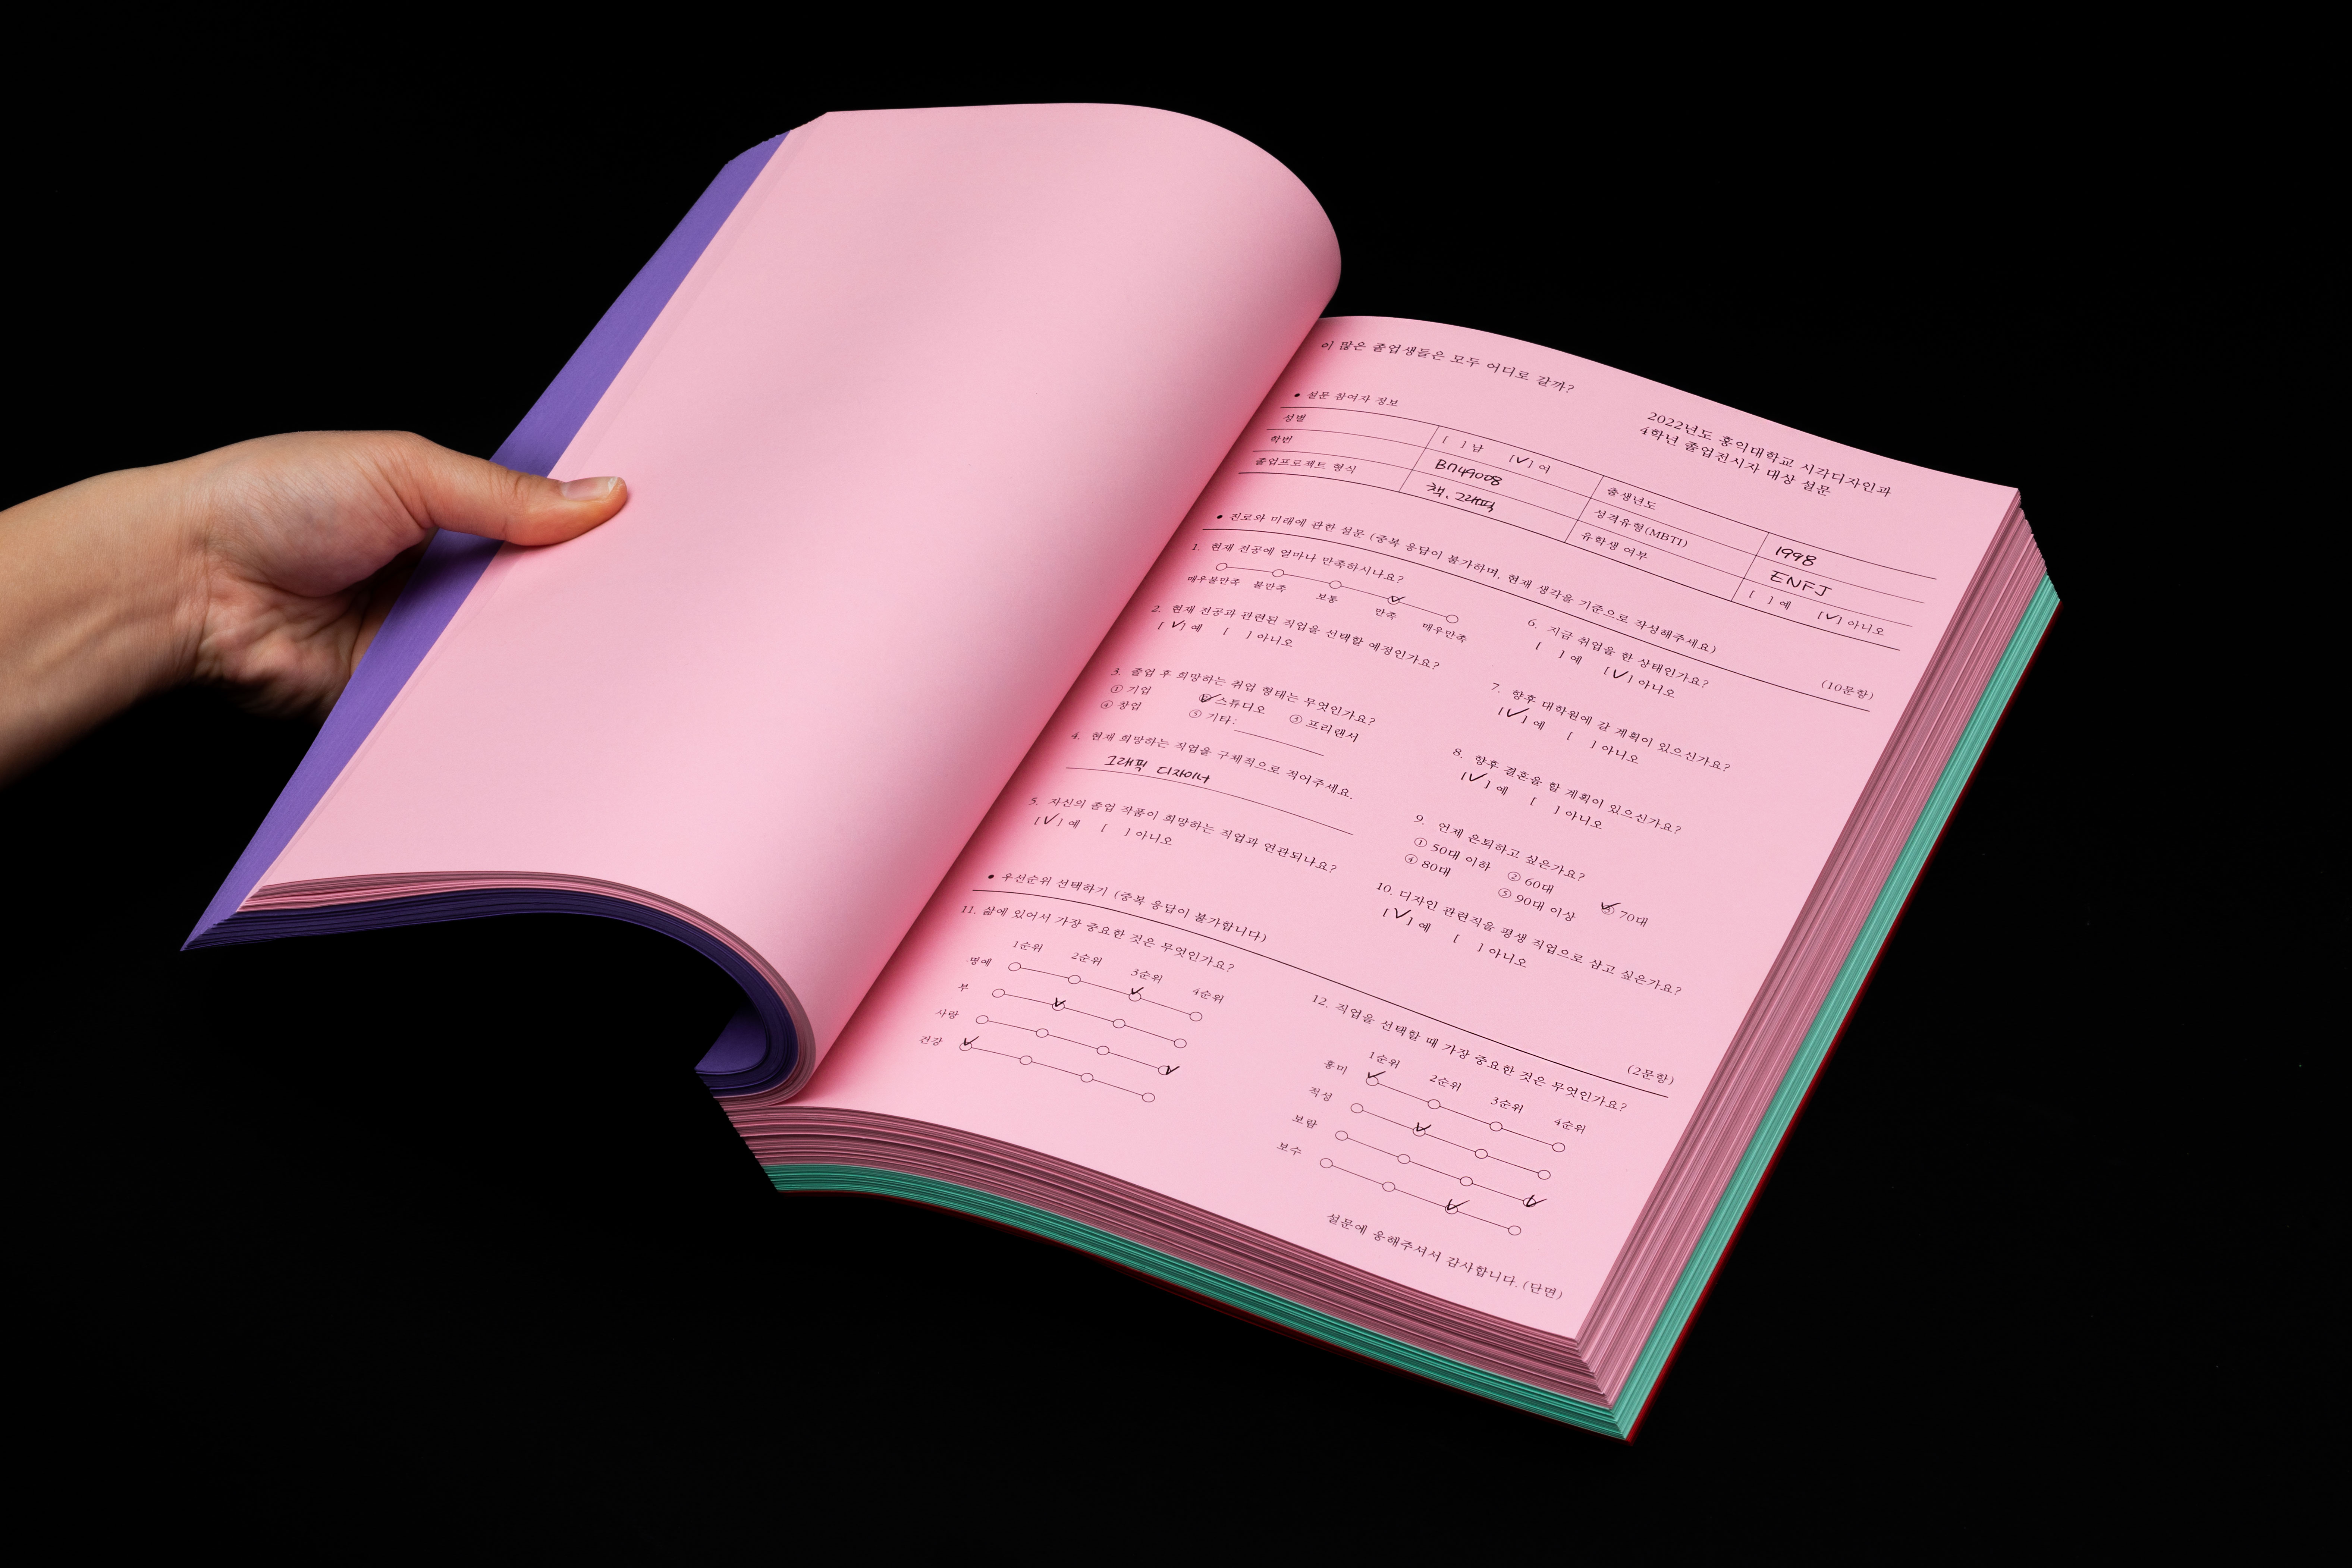 이 많은 졸업생들은 모두 어디로 갈까?
2022년도 홍익대학교 시각디자인과
4학년 졸업전시자 대상 설문
• 설문 참여자 정보
성별 [ ] 남 [✓] 여 출생년도 1998
학번 B749008 성격유형(MBTI) ENFJ
졸업프로젝트 형식 책, 그래픽 유학생 여부 [ ] 예 [✓] 아니오
• 진로와 미래에 관한 설문 (중복 응답이 불가하며, 현재 생각을 기준으로 작성해주세요) (10문항)
1. 현재 전공에 얼마나 만족하시나요?
매우불만족 불만족 보통 만족 매우만족
2. 현재 전공과 관련된 직업을 선택할 예정인가요?
[✓] 예 [ ] 아니오
3. 졸업 후 희망하는 취업 형태는 무엇인가요?
① 기업 ② 스튜디오 ③ 프리랜서
④ 창업 ⑤ 기타:
4. 현재 희망하는 직업을 구체적으로 적어주세요.
그래픽 디자이너
5. 자신의 졸업 작품이 희망하는 직업과 연관되나요?
[✓] 예 [ ] 아니오
6. 지금 취업을 한 상태인가요?
[ ] 예 [✓] 아니오
7. 향후 대학원에 갈 계획이 있으신가요?
[✓] 예 [ ] 아니오
8. 향후 결혼을 할 계획이 있으신가요?
[✓] 예 [ ] 아니오
9. 언제 은퇴하고 싶은가요?
① 50대 이하 ② 60대 ③ 70대
④ 80대 ⑤ 90대 이상
10. 디자인 관련직을 평생 직업으로 삼고 싶은가요?
[✓] 예 [ ] 아니오
• 우선순위 선택하기 (중복 응답이 불가합니다) (2문항)
11. 삶에 있어서 가장 중요한 것은 무엇인가요?
1순위 2순위 3순위 4순위
명예
부
사랑
건강
12. 직업을 선택할 때 가장 중요한 것은 무엇인가요?
1순위 2순위 3순위 4순위
흥미
적성
보람
보수
설문에 응해주셔서 감사합니다. (단면)